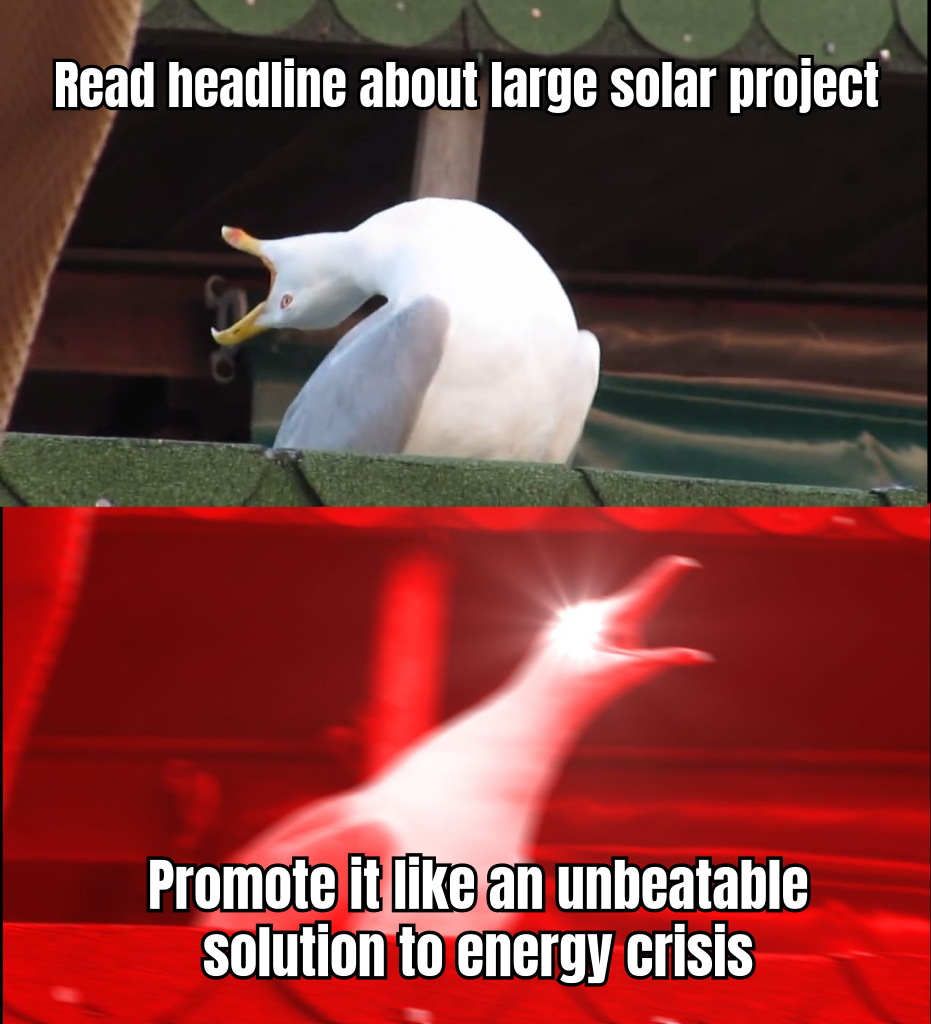 Read headline about large solar project
Promote it like an unbeatable
solution to energy crisis